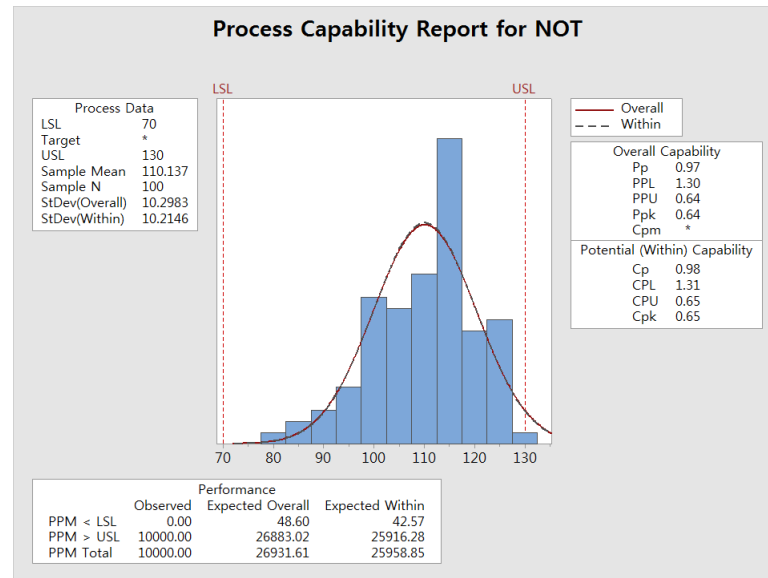 Process Capability Report for NOT
LSL USL
Process Data
LSL 70
Target *
USL 130
Sample Mean 110.137
Sample N 100
StDev(Overall) 10.2983
StDev(Within) 10.2146
Overall
Within
Overall Capability
Pp 0.97
PPL 1.30
PPU 0.64
Ppk 0.64
Cpm *
Potential (Within) Capability
Cp 0.98
CPL 1.31
CPU 0.65
Cpk 0.65
70 80 90 100 110 120 130
Performance
Observed Expected Overall Expected Within
PPM < LSL 0.00 48.60 42.57
PPM > USL 10000.00 26883.02 25916.28
PPM Total 10000.00 26931.61 25958.85